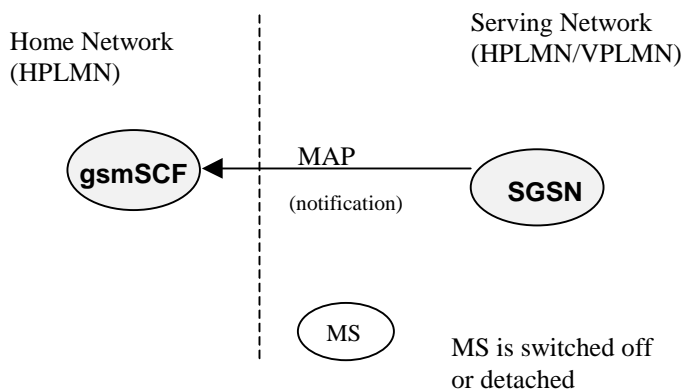 Home Network
(HPLMN)
Serving Network
(HPLMN/VPLMN)
gsmSCF
MAP
(notification)
SGSN
MS
MS is switched off
or detached